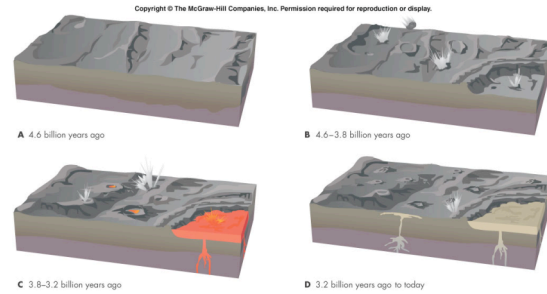 Copyright © The McGraw-Hill Companies, Inc. Permission required for reproduction or display.
A 4.6 billion years ago
B 4.6–3.8 billion years ago
C 3.8–3.2 billion years ago
D 3.2 billion years ago to today